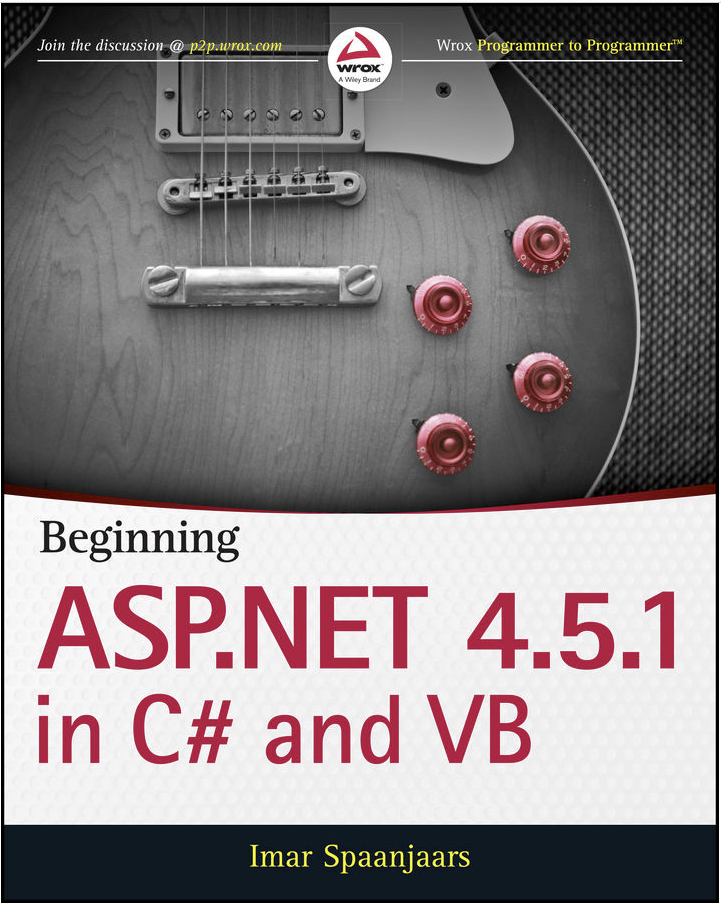 Join the discussion @ p2p.wrox.com
wrox™
A Wiley Brand
Wrox Programmer to Programmer™
Beginning
ASP.NET 4.5.1
in C# and VB
Imar Spaanjaars